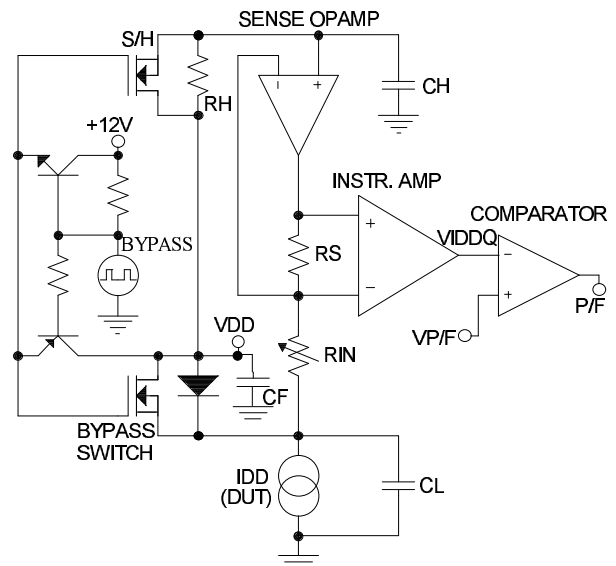 SENSE OPAMP
S/H
RH
CH
+12V
INSTR. AMP
COMPARATOR
BYPASS
RS
VIDDQ
VDD
VP/F
P/F
RIN
CF
BYPASS
SWITCH
IDD
(DUT)
CL
+
−
+
−
−
+